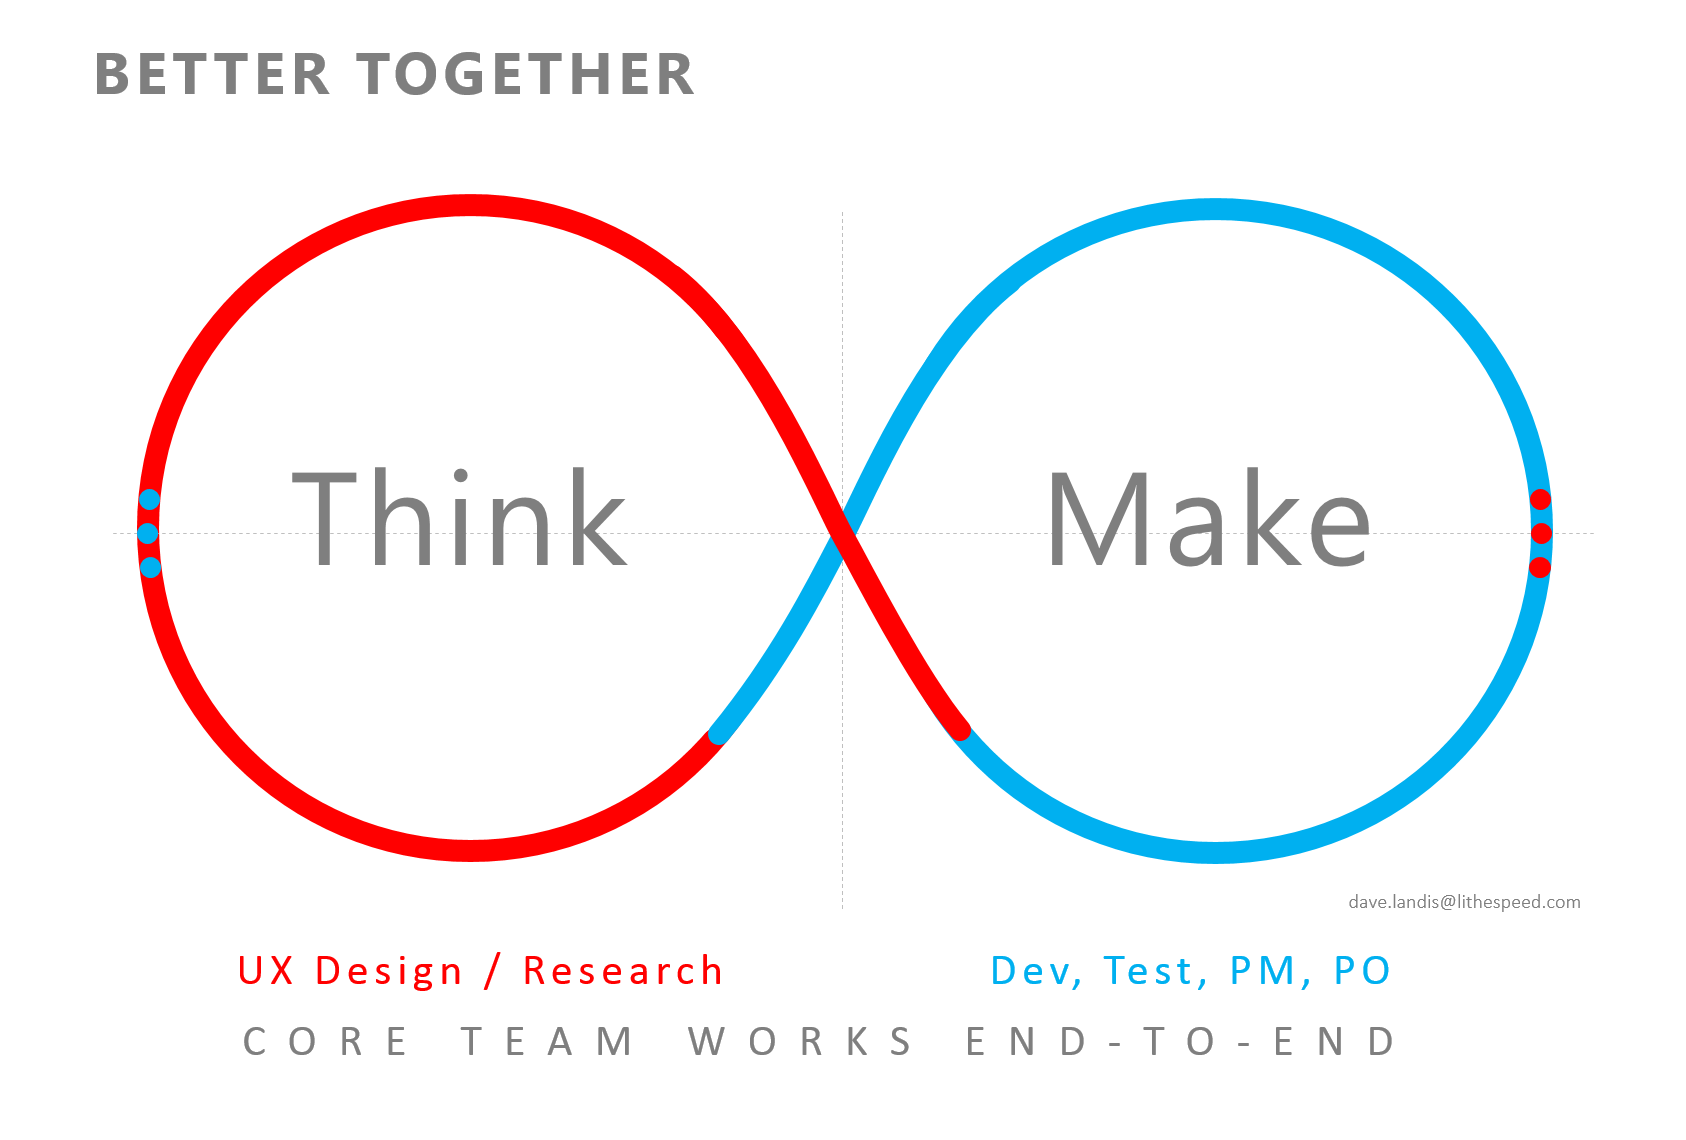 BETTER TOGETHER
Think
Make
dave.landis@lithespeed.com
UX Design / Research
Dev, Test, PM, PO
CORE TEAM WORKS END-TO-END